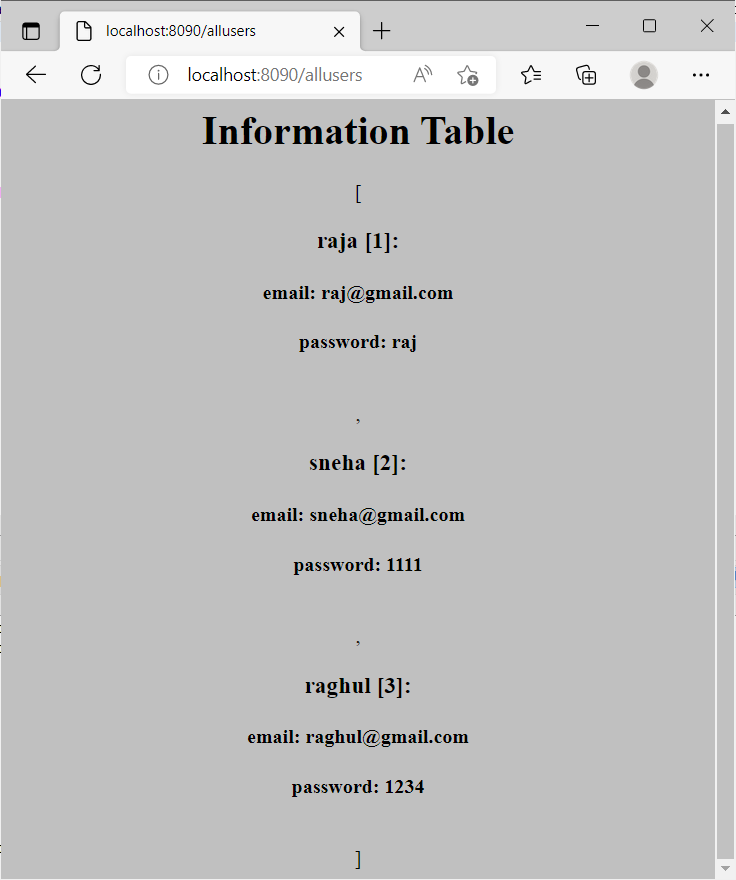 localhost:8090/allusers
localhost:8090/allusers
Information Table
[
raja [1]:
email: raj@gmail.com
password: raj
,
sneha [2]:
email: sneha@gmail.com
password: 1111
,
raghul [3]:
email: raghul@gmail.com
password: 1234
]